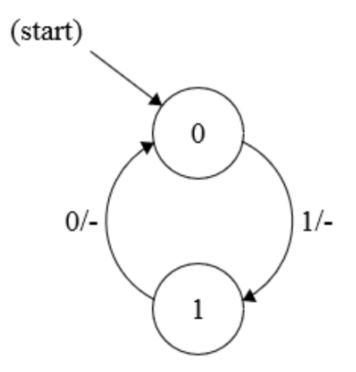 (start)
0
0/-
1/-
1